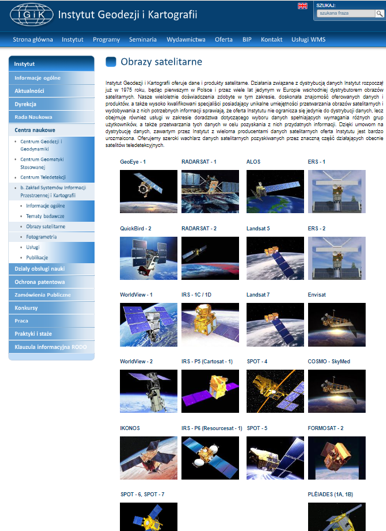 IGIK
Instytut Geodezji i Kartografii
SZUKAJ:
Strona główna Instytut Programy Seminaria Wydawnictwa Oferta BIP Kontakt Usługi WMS
Instytut
Informacje ogólne
Aktualności
Dyrekcja
Rada Naukowa
Centra naukowe
Centrum Geodezji i
Geodynamiki
Centrum Geomatyki
Stosowanej
Centrum Teledetekcji
b. Zakład Systemów Informacji
Przestrzennej i Kartografii
Informacje ogólne
Tematy badawcze
Obrazy satelitarne
Fotogrametria
Usługi
Publikacje
Działy obsługi nauki
Ochrona patentowa
Zamówienia Publiczne
Konkursy
Praca
Praktyki i staże
Klauzula informacyjna RODO
Obrazy satelitarne
Instytut Geodezji i Kartografii oferuje dane i produkty satelitarne. Działania związane z dystrybucją danych Instytut rozpoczął
już w 1975 roku, będąc pierwszym w Polsce i przez wiele lat jedynym w Europie wschodniej dystrybutorem obrazów
satelitarnych. Nasze wieloletnie doświadczenia zdobyte w tym zakresie, doskonała znajomość oferowanych danych i
produktów, a także wysoko kwalifikowani specjaliści posiadający unikalne umiejętności przetwarzania obrazów satelitarnych i
wydobywania z nich potrzebnych informacji sprawiają, że oferta Instytutu nie ogranicza się jedynie do dystrybucji danych, lecz
obejmuje również usługi w zakresie doradztwa dotyczącego wyboru danych spełniających wymagania różnych grup
użytkowników, a także przetwarzania tych danych w celu pozyskania z nich przydatnych informacji. Dzięki umowom na
dystrybucję danych, zawartym przez Instytut z wieloma producentami danych satelitarnych oferta Instytutu jest bardzo
urozmaicona. Oferujemy szeroki wachlarz danych satelitarnych pozyskiwanych przez znaczną część działających obecnie
satelitów teledetekcyjnych.
GeoEye - 1 RADARSAT - 1 ALOS ERS - 1
QuickBird - 2 RADARSAT - 2 Landsat 5 ERS - 2
WorldView - 1 IRS - 1C / 1D Landsat 7 Envisat
WorldView - 2 IRS - P5 (Cartosat - 1) SPOT - 4 COSMO - SkyMed
IKONOS IRS - P6 (Resourcesat - 1) SPOT - 5 FORMOSAT - 2
SPOT - 6, SPOT - 7 PLÉIADES (1A, 1B)